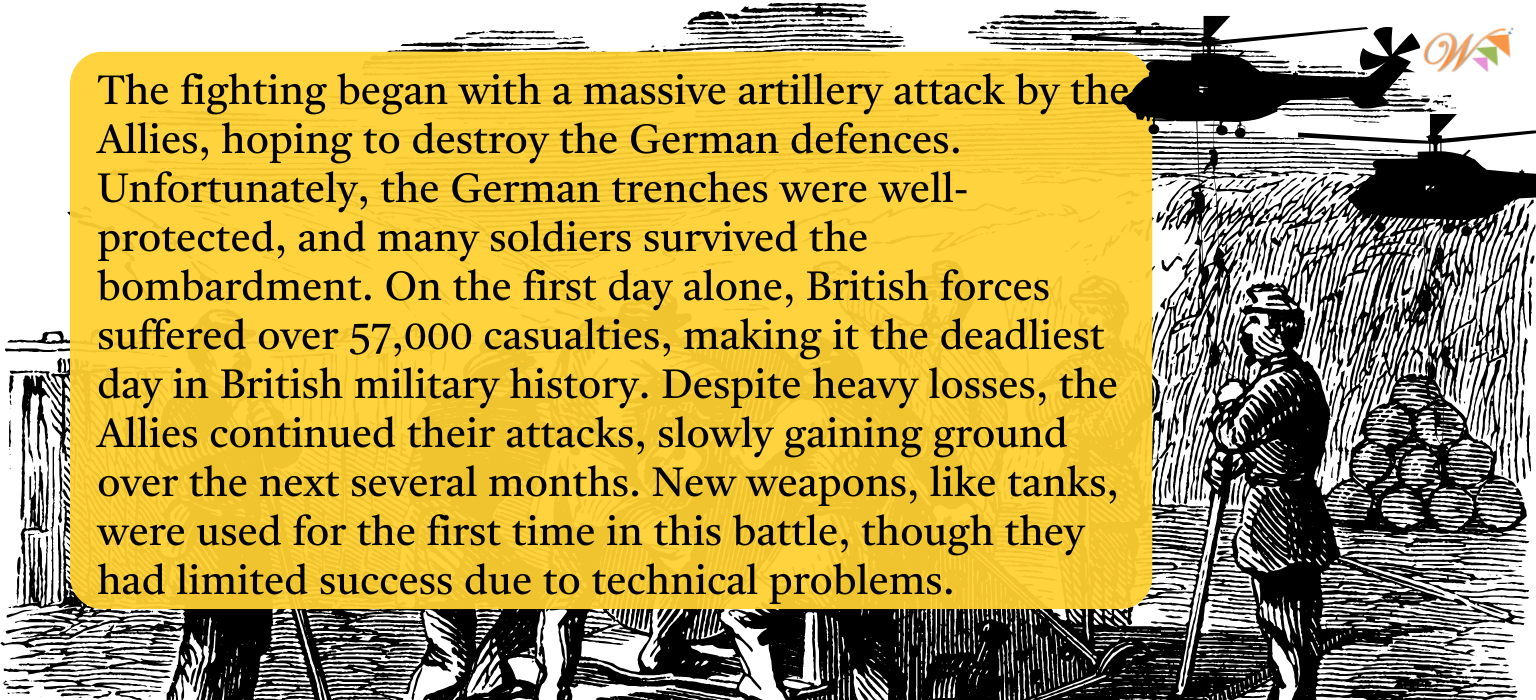 The fighting began with a massive artillery attack by the
Allies, hoping to destroy the German defences.
Unfortunately, the German trenches were well-
protected, and many soldiers survived the
bombardment. On the first day alone, British forces
suffered over 57,000 casualties, making it the deadliest
day in British military history. Despite heavy losses, the
Allies continued their attacks, slowly gaining ground
over the next several months. New weapons, like tanks,
were used for the first time in this battle, though they
had limited success due to technical problems.
W